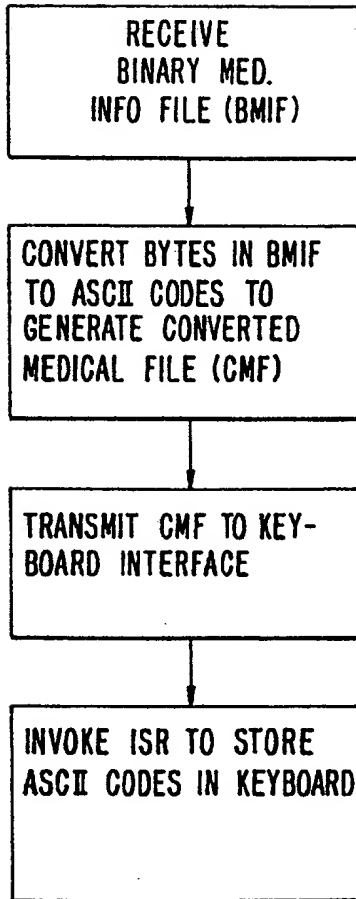 RECEIVE
BINARY MED.
INFO FILE (BMIF)
CONVERT BYTES IN BMIF
TO ASCII CODES TO
GENERATE CONVERTED
MEDICAL FILE (CMF)
TRANSMIT CMF TO KEY-
BOARD INTERFACE
INVOKE ISR TO STORE
ASCII CODES IN KEYBOARD